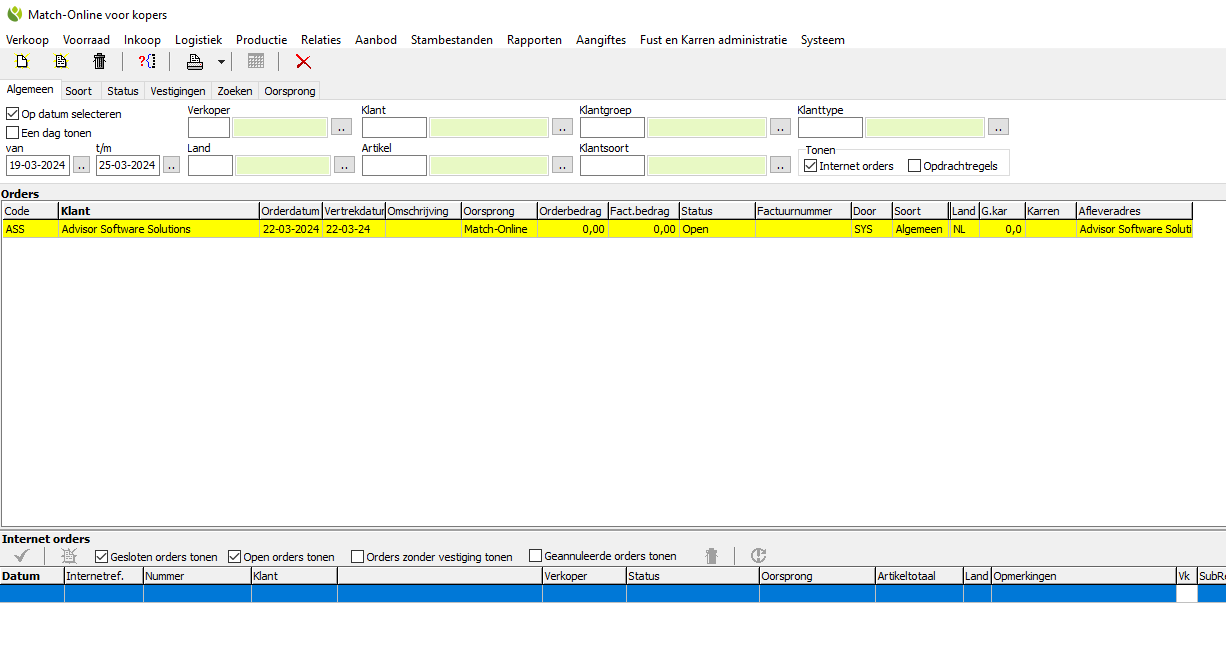 Match-Online voor kopers
Verkoop Voorraad Inkoop Logistiek Productie Relaties Aanbod Stambestanden Rapporten Aangiftes Fust en Karren administratie Systeem
Algemeen Soort Status Vestigingen Zoeken Oorsprong
Op datum selecteren Verkoper Klant Klantgroep Klanttype
Een dag tonen .. .. .. ..
van t/m Land Artikel Klantsoort Tonen
19-03-2024 .. 25-03-2024 .. .. .. .. Internet orders Opdrachtregels
Orders
Code Klant Orderdatum Vertrekdatur Omschrijving Oorsprong Orderbedrag Fact.bedrag Status Factuurnummer Door Soort Land G.kar Karren Afleveradres
ASS Advisor Software Solutions 22-03-2024 22-03-24 Match-Online 0,00 0,00 Open SYS Algemeen NL 0,0 Advisor Software Soluti
Internet orders
Gesloten orders tonen Open orders tonen Orders zonder vestiging tonen Geannuleerde orders tonen
Datum Internetref. Nummer Klant Verkoper Status Oorsprong Artikeltotaal Land Opmerkingen Vk SubRe